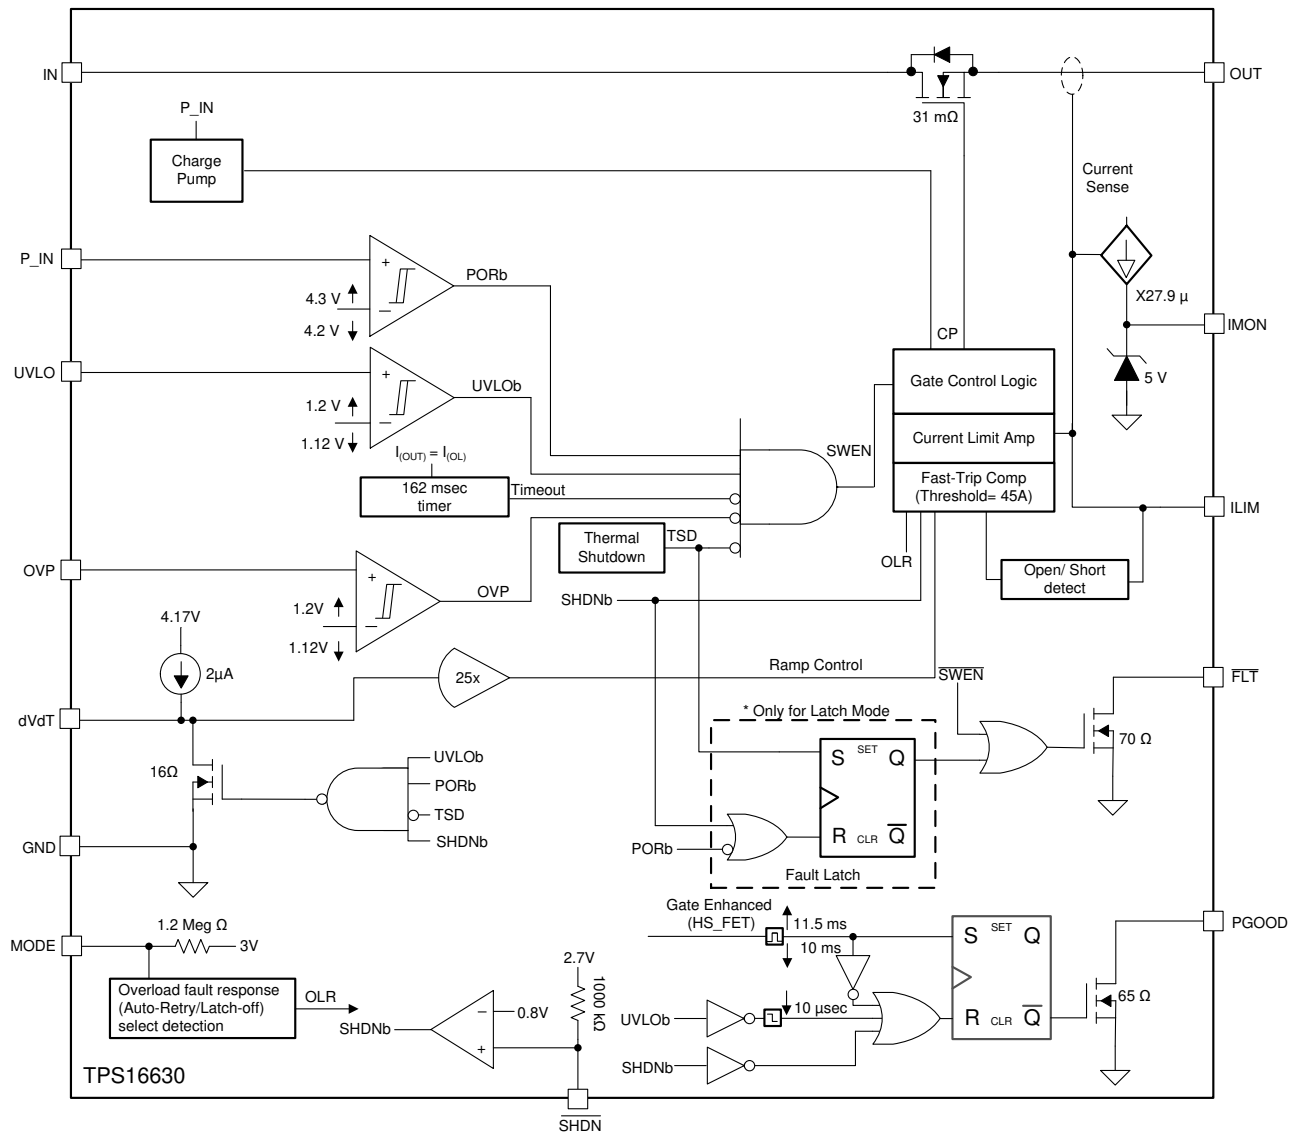 IN
OUT
31 mΩ
P_IN
Charge
Pump
Current
Sense
P_IN
PORb
4.3 V
4.2 V
X27.9 µ
CP
IMON
UVLO
UVLOb
1.2 V
1.12 V
Gate Control Logic
5 V
Current Limit Amp
SWEN
I(OUT) = I(OL)
162 msec
timer
Timeout
Fast-Trip Comp
(Threshold= 45A)
ILIM
Thermal
Shutdown
TSD
OLR
Open/ Short
detect
OVP
OVP
SHDNb
1.2V
1.12V
4.17V
2µA
25x
Ramp Control
SWEN
FLT
dVdT
* Only for Latch Mode
70 Ω
S
SET
Q
16Ω
UVLOb
PORb
TSD
SHDNb
R
CLR
Q
PORb
GND
Fault Latch
Gate Enhanced
(HS_FET)
11.5 ms
10 ms
PGOOD
1.2 Meg Ω
MODE
3V
S
SET
Q
2.7V
1000 kΩ
Overload fault response
(Auto-Retry/Latch-off)
select detection
OLR
0.8V
SHDNb
UVLOb
10 µsec
R
CLR
Q
65 Ω
SHDNb
TPS16630
SHDN